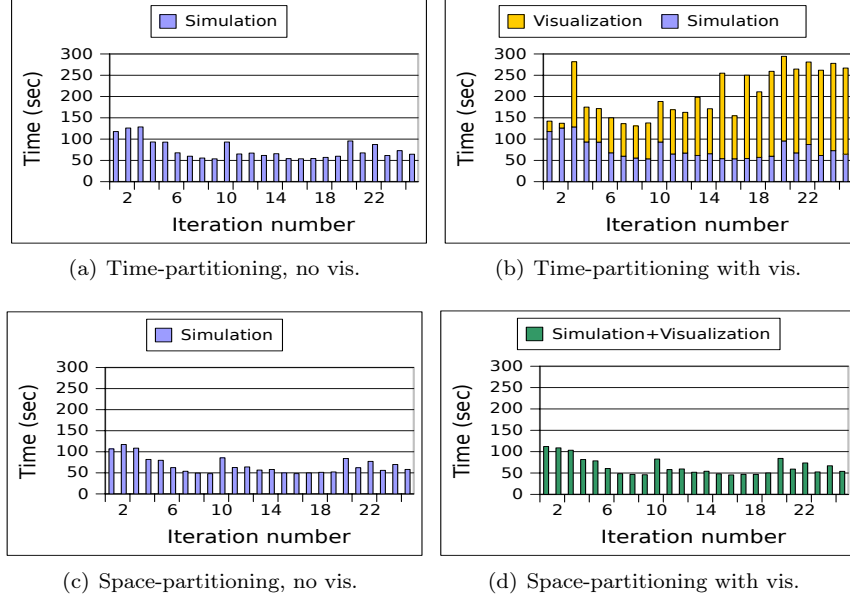 Simulation
Time (sec)
300
250
200
150
100
50
0
2 6 10 14 18 22
Iteration number
(a) Time-partitioning, no vis.
Visualization Simulation
Time (sec)
300
250
200
150
100
50
0
2 6 10 14 18 22
Iteration number
(b) Time-partitioning with vis.
Simulation
Time (sec)
300
250
200
150
100
50
0
2 6 10 14 18 22
Iteration number
(c) Space-partitioning, no vis.
Simulation+Visualization
Time (sec)
300
250
200
150
100
50
0
2 6 10 14 18 22
Iteration number
(d) Space-partitioning with vis.